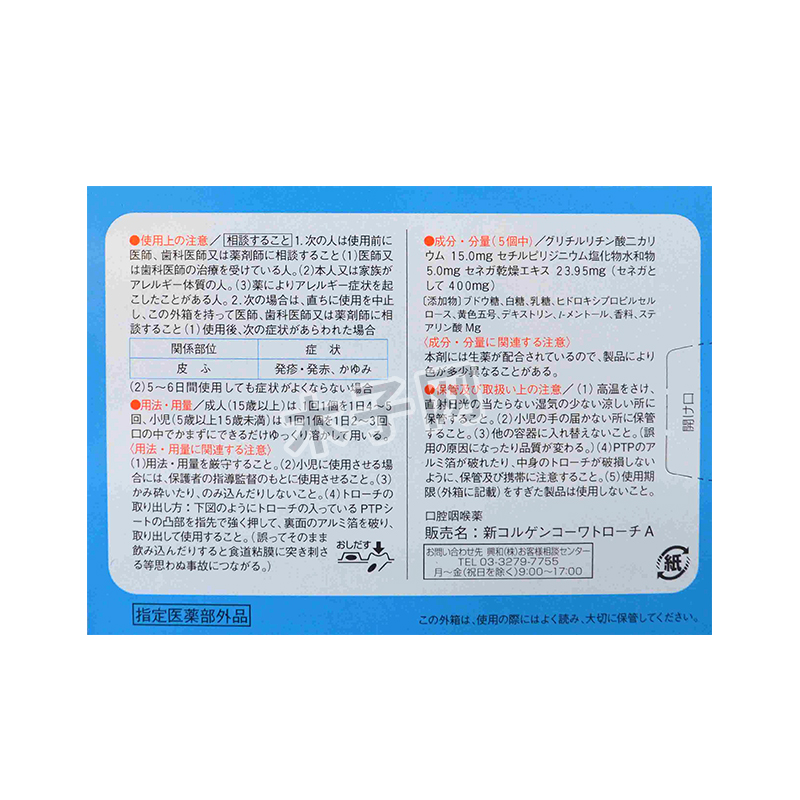 ●使用上の注意／相談すること 1.次の人は使用前に
医師、歯科医師又は薬剤師に相談すること(1)医師又
は歯科医師の治療を受けている人。(2)本人又は家族が
アレルギー体質の人。(3)薬によりアレルギー症状を起
こしたことがある人。2.次の場合は、直ちに使用を中止
し、この外箱を持って医師、歯科医師又は薬剤師に相
談すること(1)使用後、次の症状があらわれた場合
関係部位 症状
皮ふ 発疹・発赤、かゆみ
(2)5～6日間使用しても症状がよくならない場合
●用法・用量／成人(15歳以上)は1回1個を1日4～5
回、小児(5歳以上15歳未満)は1回1個を1日2～3回、
口の中でかまずにできるだけゆっくり溶かして用いる。
〈用法・用量に関連する注意〉
(1)用法・用量を厳守すること。(2)小児に使用させる場
合には、保護者の指導監督のもとに使用させること。(3)
かみ砕いたり、のみ込んだりしないこと。(4)トローチの
取り出し方：下図のようにトローチの入っているPTPシ
ートの凸部を指先で強く押して、裏面のアルミ箔を破り、
取り出して使用すること。(誤ってそのまま
飲み込んだりすると食道粘膜に突き刺さ
る等思わぬ事故につながる。)
おしだす
●成分・分量(5個中)／グリチルリチン酸二カリ
ウム 15.0mg セチルピリジニウム塩化物水和物
5.0mg セネガ乾燥エキス 23.95mg (セネガと
して400mg)
[添加物]ブドウ糖、白糖、乳糖、ヒドロキシプロピルセル
ロース、黄色五号、デキストリン、l-メントール、香料、ステ
アリン酸Mg
〈成分・分量に関連する注意〉
本剤には生薬が配合されているので、製品により
色が多少異なることがある。
●保管及び取扱い上の注意／(1)高温をさけ、
直射日光の当たらない湿気の少ない涼しい所に
保管すること。(2)小児の手の届かない所に保管
すること。(3)他の容器に入れ替えないこと。(誤
用の原因になったり品質が変わる。)(4)PTPの
アルミ箔が破れたり、中身のトローチが破損しない
ように、保管及び携帯に注意すること。(5)使用期
限(外箱に記載)をすぎた製品は使用しないこと。
口腔咽喉薬
販売名：新コルゲンコーワトローチA
お問い合わせ先 興和(株)お客様相談センター
TEL 03-3279-7755
月～金(祝日を除く)9:00～17:00
開け口
紙
指定医薬部外品
この外箱は、使用の際にはよく読み、大切に保管してください。
木子网